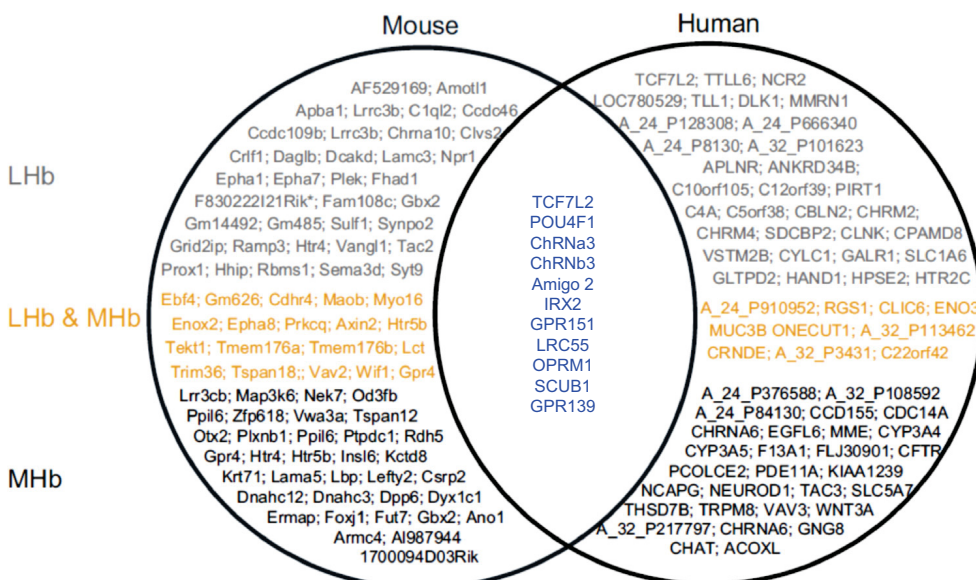 Mouse
Human
LHb
AF529169; Amotl1
Apba1; Lrrc3b; C1ql2; Ccdc46
Ccdc109b; Lrrc3b; Chrna10; Clvs2
Crlf1; Daglb; Dcakd; Lamc3; Npr1
Epha1; Epha7; Plek; Fhad1
F830222I21Rik*; Fam108c; Gbx2
Gm14492; Gm485; Sulf1; Synpo2
Grid2ip; Ramp3; Htr4; Vangl1; Tac2
Prox1; Hhip; Rbms1; Sema3d; Syt9
LHb & MHb
Ebf4; Gm626; Cdhr4; Maob; Myo16
Enox2; Epha8; Prkcq; Axin2; Htr5b
Tekt1; Tmem176a; Tmem176b; Lct
Trim36; Tspan18;; Vav2; Wif1; Gpr4
MHb
Lrr3cb; Map3k6; Nek7; Od3fb
Ppil6; Zfp618; Vwa3a; Tspan12
Otx2; Plxnb1; Ppil6; Ptpdc1; Rdh5
Gpr4; Htr4; Htr5b; Insl6; Kctd8
Krt71; Lama5; Lbp; Lefty2; Csrp2
Dnahc12; Dnahc3; Dpp6; Dyx1c1
Ermap; Foxj1; Fut7; Gbx2; Ano1
Armc4; AI987944
1700094D03Rik
TCF7L2
POU4F1
ChRNa3
ChRNb3
Amigo 2
IRX2
GPR151
LRC55
OPRM1
SCUB1
GPR139
TCF7L2; TTLL6; NCR2
LOC780529; TLL1; DLK1; MMRN1
A_24_P128308; A_24_P666340
A_24_P8130; A_32_P101623
APLNR; ANKRD34B;
C10orf105; C12orf39; PIRT1
C4A; C5orf38; CBLN2; CHRM2;
CHRM4; SDCBP2; CLNK; CPAMD8
VSTM2B; CYLC1; GALR1; SLC1A6
GLTPD2; HAND1; HPSE2; HTR2C
A_24_P910952; RGS1; CLIC6; ENO3
MUC3B ONECUT1; A_32_P113462
CRNDE; A_32_P3431; C22orf42
A_24_P376588; A_32_P108592
A_24_P84130; CCD155; CDC14A
CHRNA6; EGFL6; MME; CYP3A4
CYP3A5; F13A1; FLJ30901; CFTR
PCOLCE2; PDE11A; KIAA1239
NCAPG; NEUROD1; TAC3; SLC5A7
THSD7B; TRPM8; VAV3; WNT3A
A_32_P217797; CHRNA6; GNG8
CHAT; ACOXL